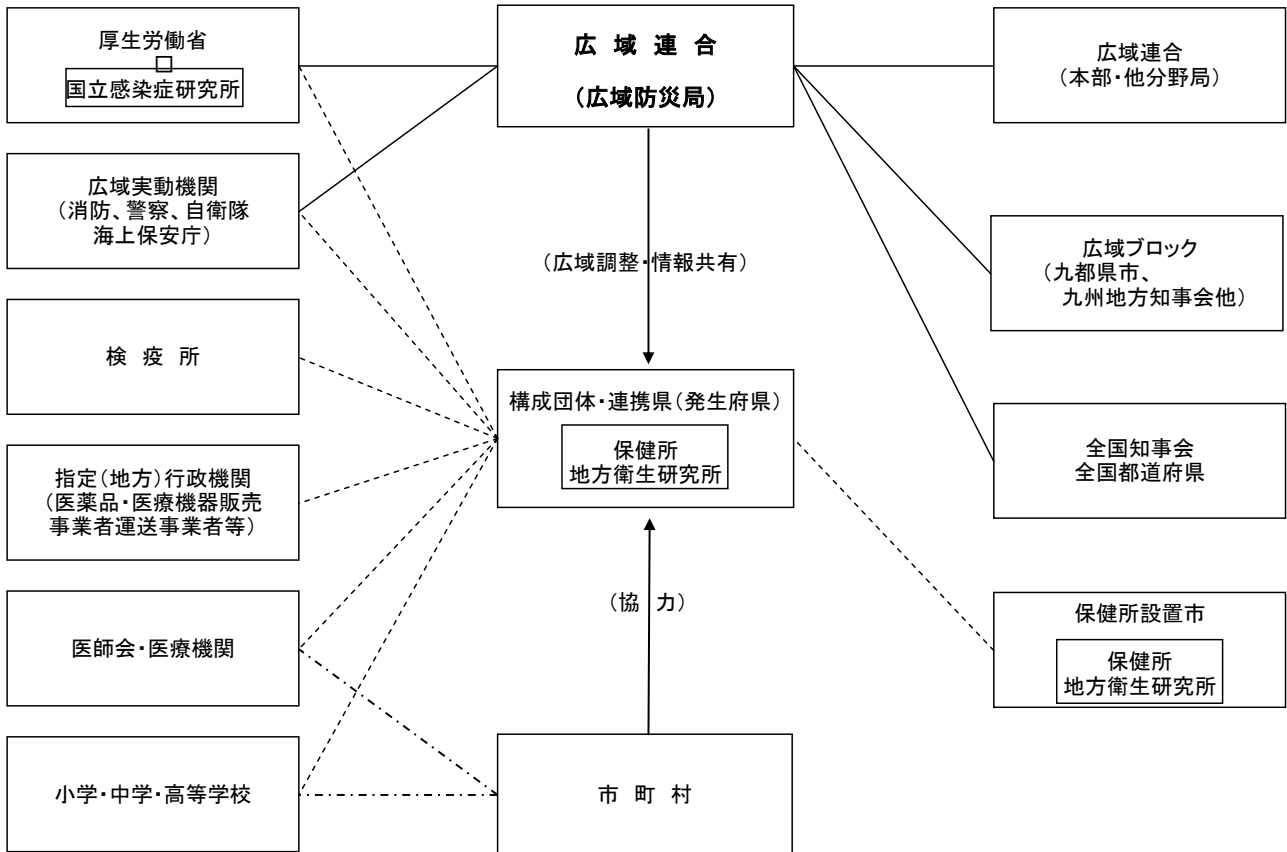 厚生労働省
国立感染症研究所
広域実動機関
(消防、警察、自衛隊
海上保安庁)
検 疫 所
指定(地方)行政機関
(医薬品・医療機器販売
事業者運送事業者等)
医師会・医療機関
小学・中学・高等学校
広 域 連 合
(広域防災局)
(広域調整・情報共有)
構成団体・連携県(発生府県)
保健所
地方衛生研究所
(協 力)
市 町 村
広域連合
(本部・他分野局)
広域ブロック
(九都県市、
九州地方知事会他)
全国知事会
全国都道府県
保健所設置市
保健所
地方衛生研究所